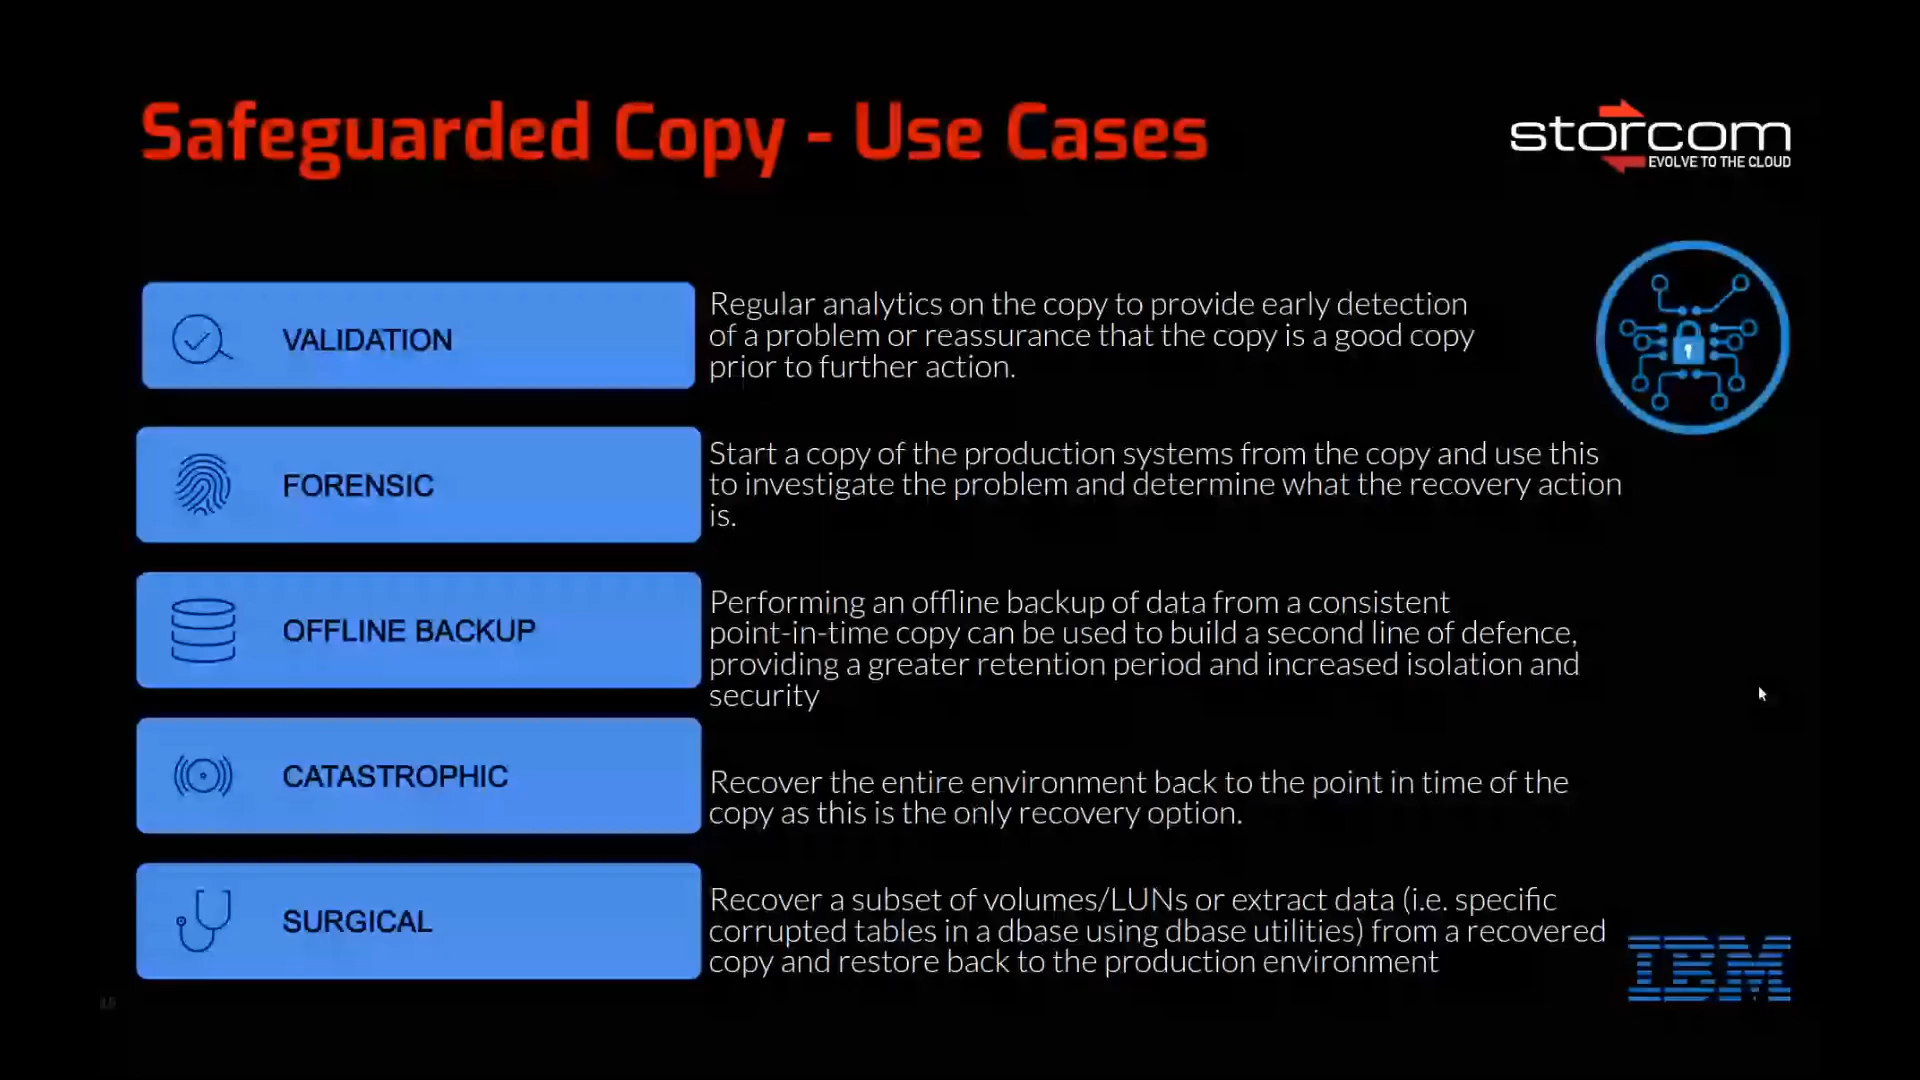 Safeguarded Copy - Use Cases
storcom
EVOLVE TO THE CLOUD
VALIDATION
Regular analytics on the copy to provide early detection
of a problem or reassurance that the copy is a good copy
prior to further action.
FORENSIC
Start a copy of the production systems from the copy and use this
to investigate the problem and determine what the recovery action
is.
OFFLINE BACKUP
Performing an offline backup of data from a consistent
point-in-time copy can be used to build a second line of defence,
providing a greater retention period and increased isolation and
security
CATASTROPHIC
Recover the entire environment back to the point in time of the
copy as this is the only recovery option.
SURGICAL
Recover a subset of volumes/LUNs or extract data (i.e. specific
corrupted tables in a dbase using dbase utilities) from a recovered
copy and restore back to the production environment
IBM